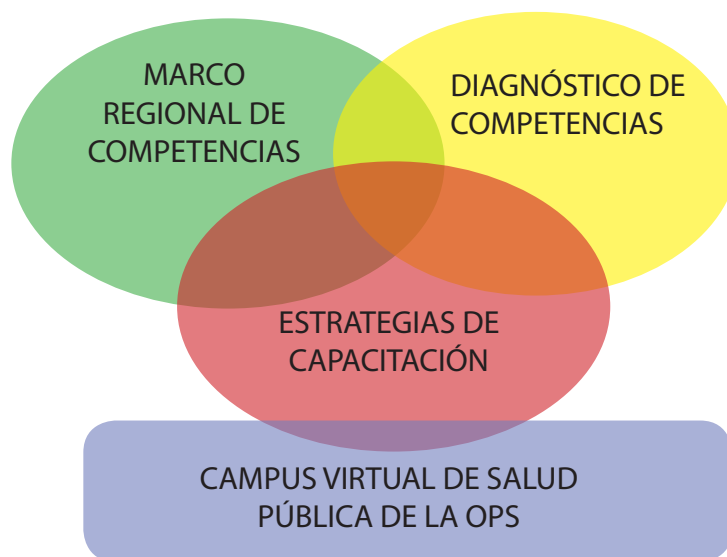 MARCO
REGIONAL DE
COMPETENCIAS
DIAGNÓSTICO DE
COMPETENCIAS
ESTRATEGIAS DE
CAPACITACIÓN
CAMPUS VIRTUAL DE SALUD
PÚBLICA DE LA OPS